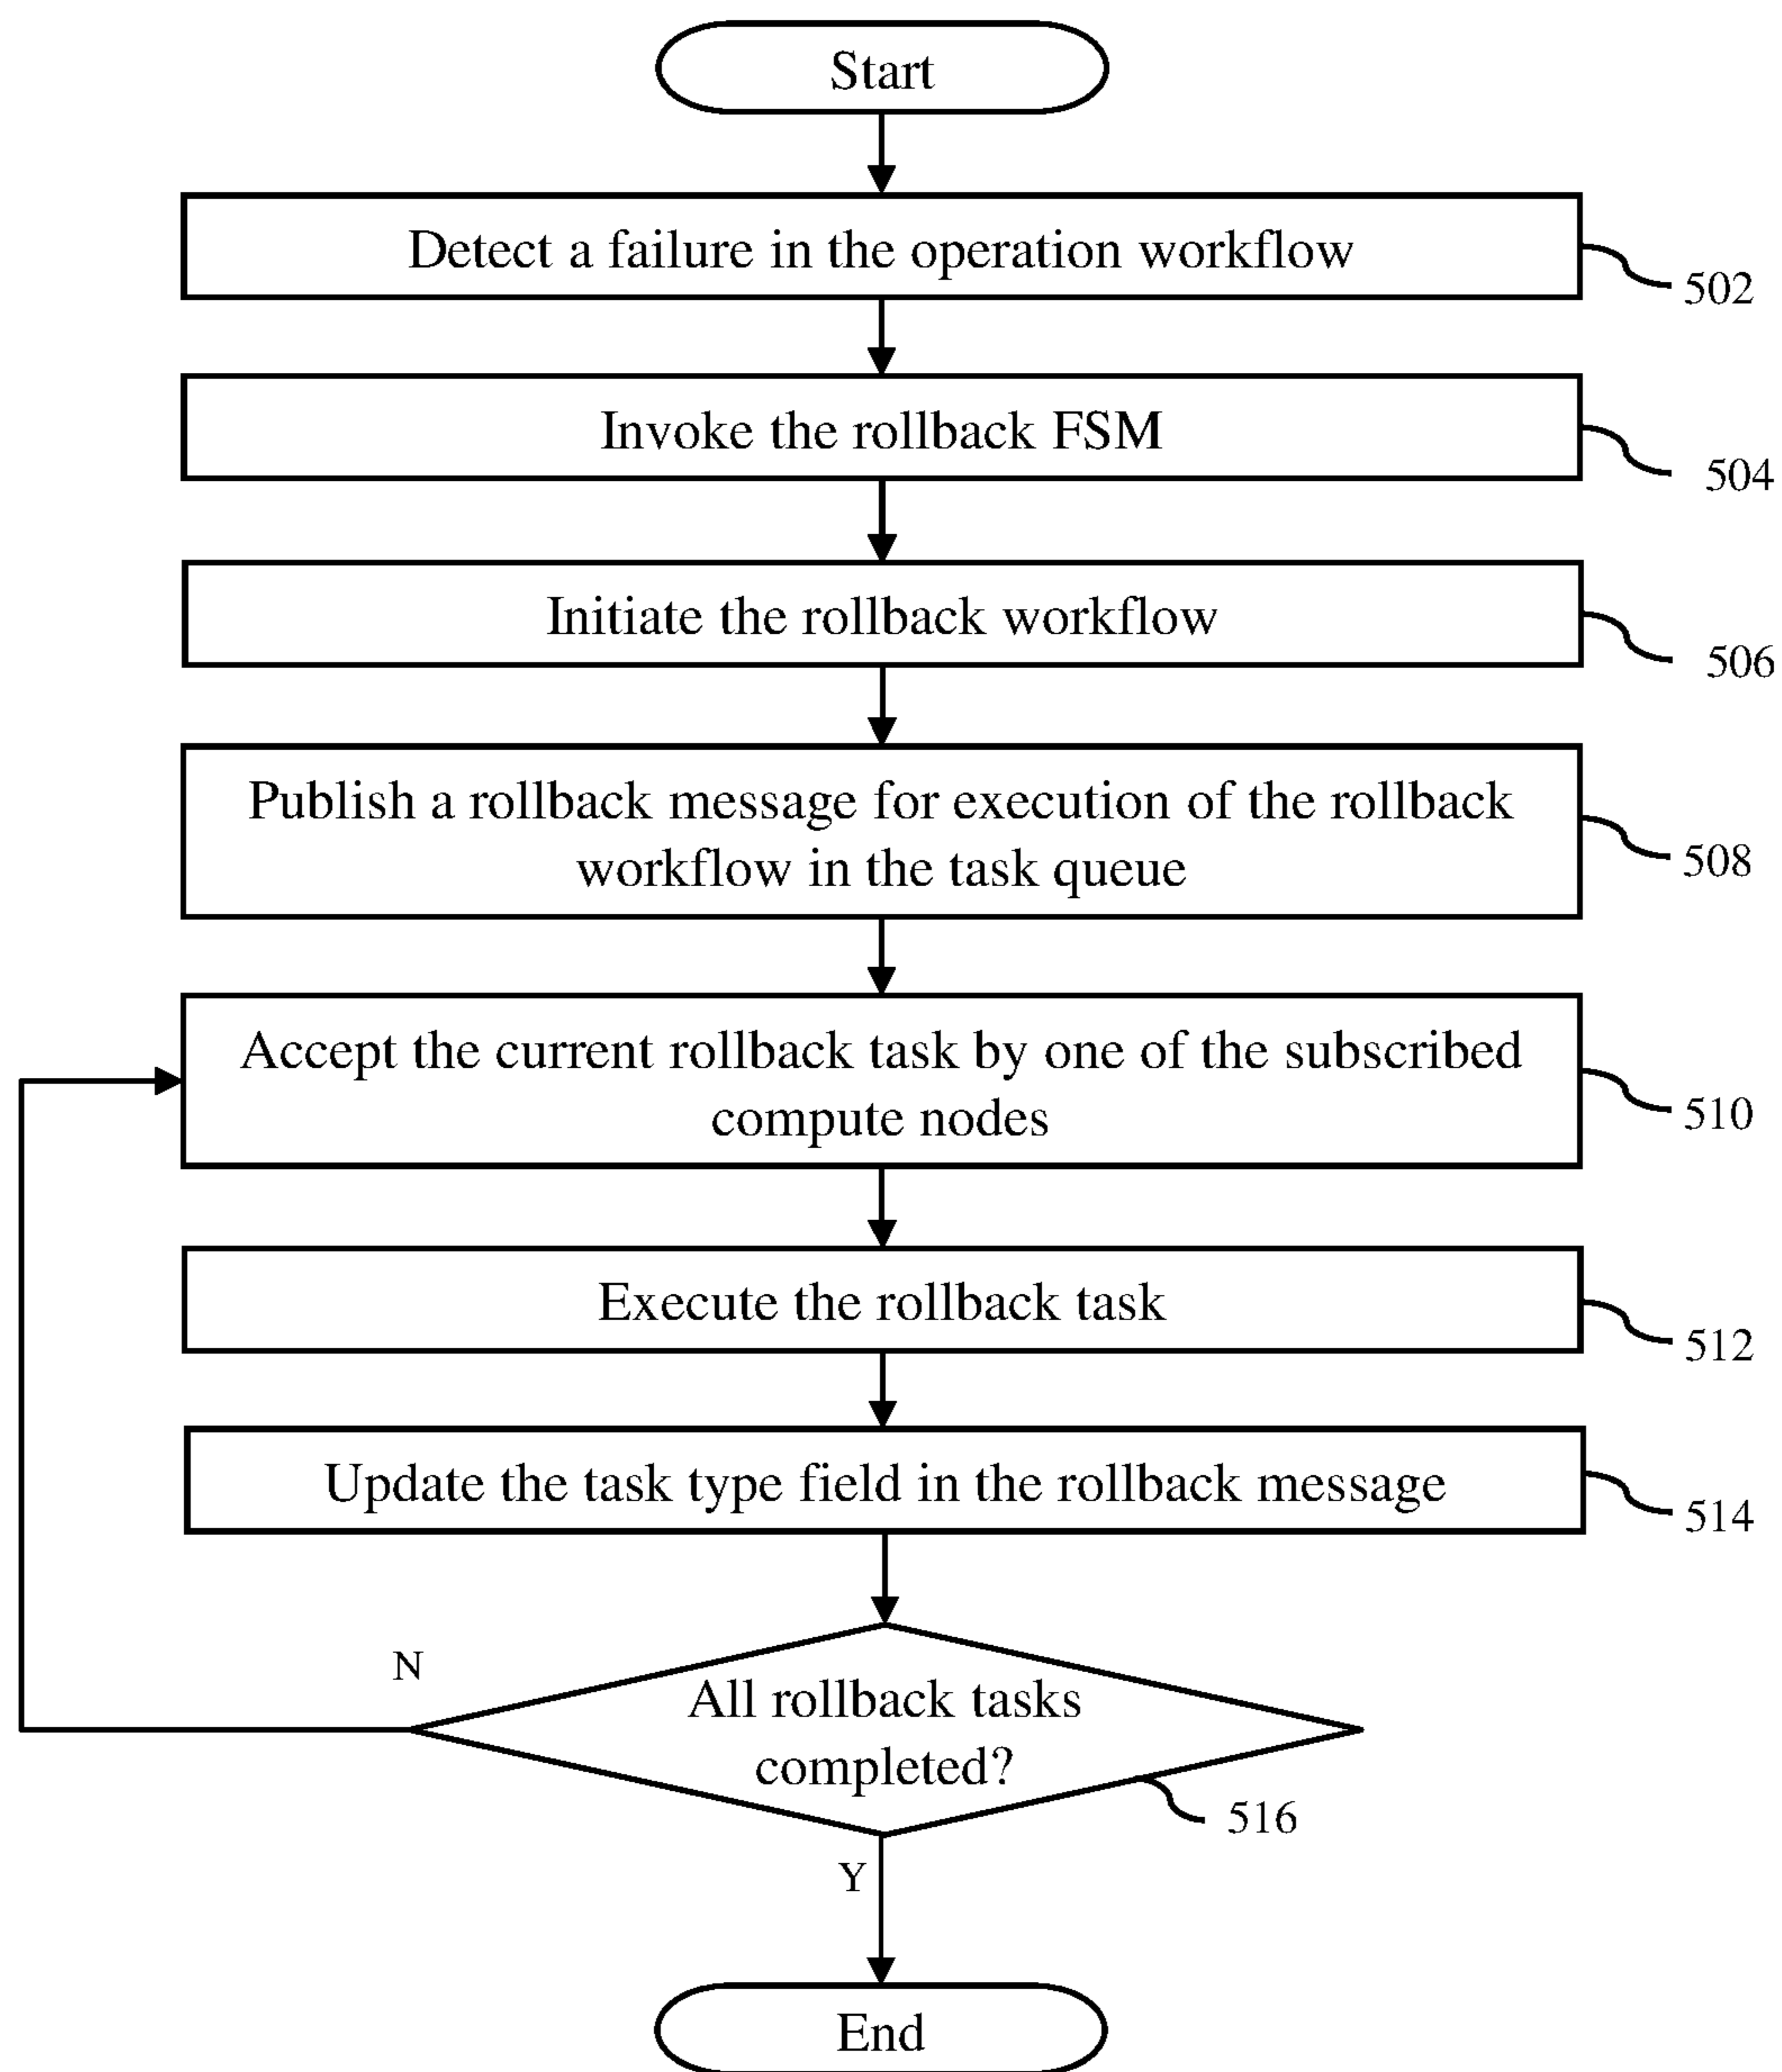 Start
Detect a failure in the operation workflow
502
Invoke the rollback FSM
504
Initiate the rollback workflow
506
Publish a rollback message for execution of the rollback
workflow in the task queue
508
Accept the current rollback task by one of the subscribed
compute nodes
510
Execute the rollback task
512
Update the task type field in the rollback message
514
N
All rollback tasks
completed?
516
Y
End